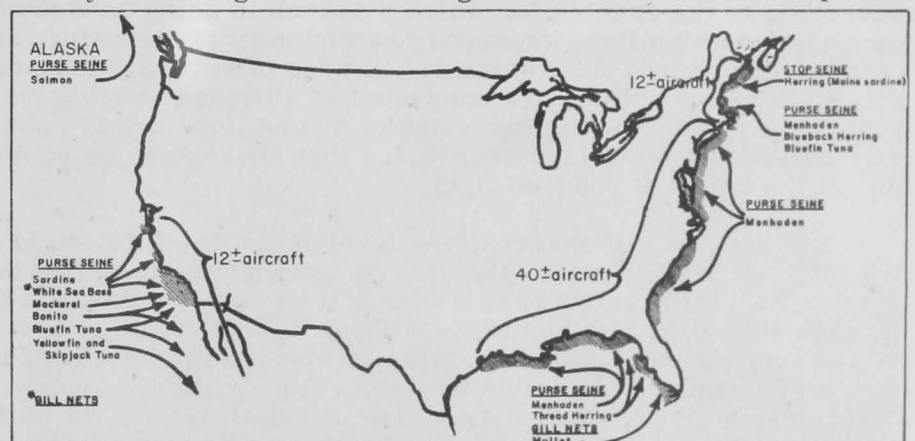 ALASKA
PURSE SEINE
Salmon
12± aircraft
STOP SEINE
Herring (Maine sardine)
PURSE SEINE
Menhaden
Blueback Herring
Bluefin Tuna
PURSE SEINE
Menhaden
12± aircraft
40± aircraft
PURSE SEINE
Sardine
*White Sea Bass
Mackerel
Bonito
Bluefin Tuna
Yellowfin and
Skipjack Tuna
*GILL NETS
PURSE SEINE
Menhaden
Thread Herring
GILL NETS
Mullet